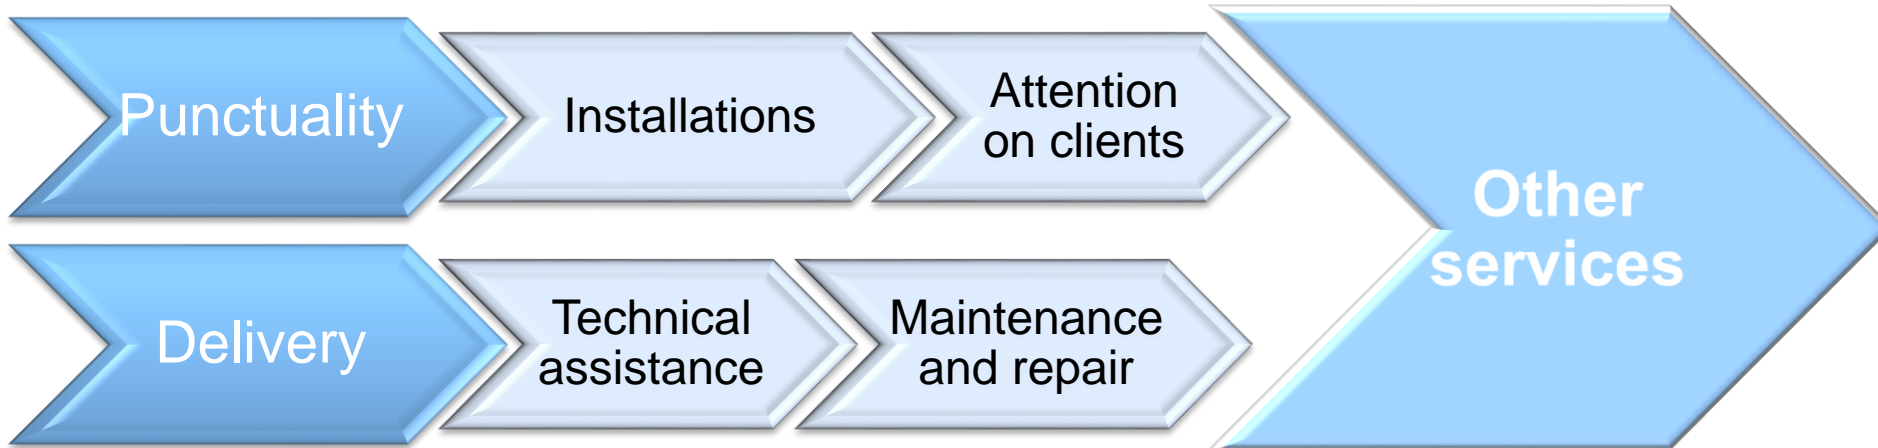 Punctuality
Installations
Attention
on clients
Other
services
Delivery
Technical
assistance
Maintenance
and repair